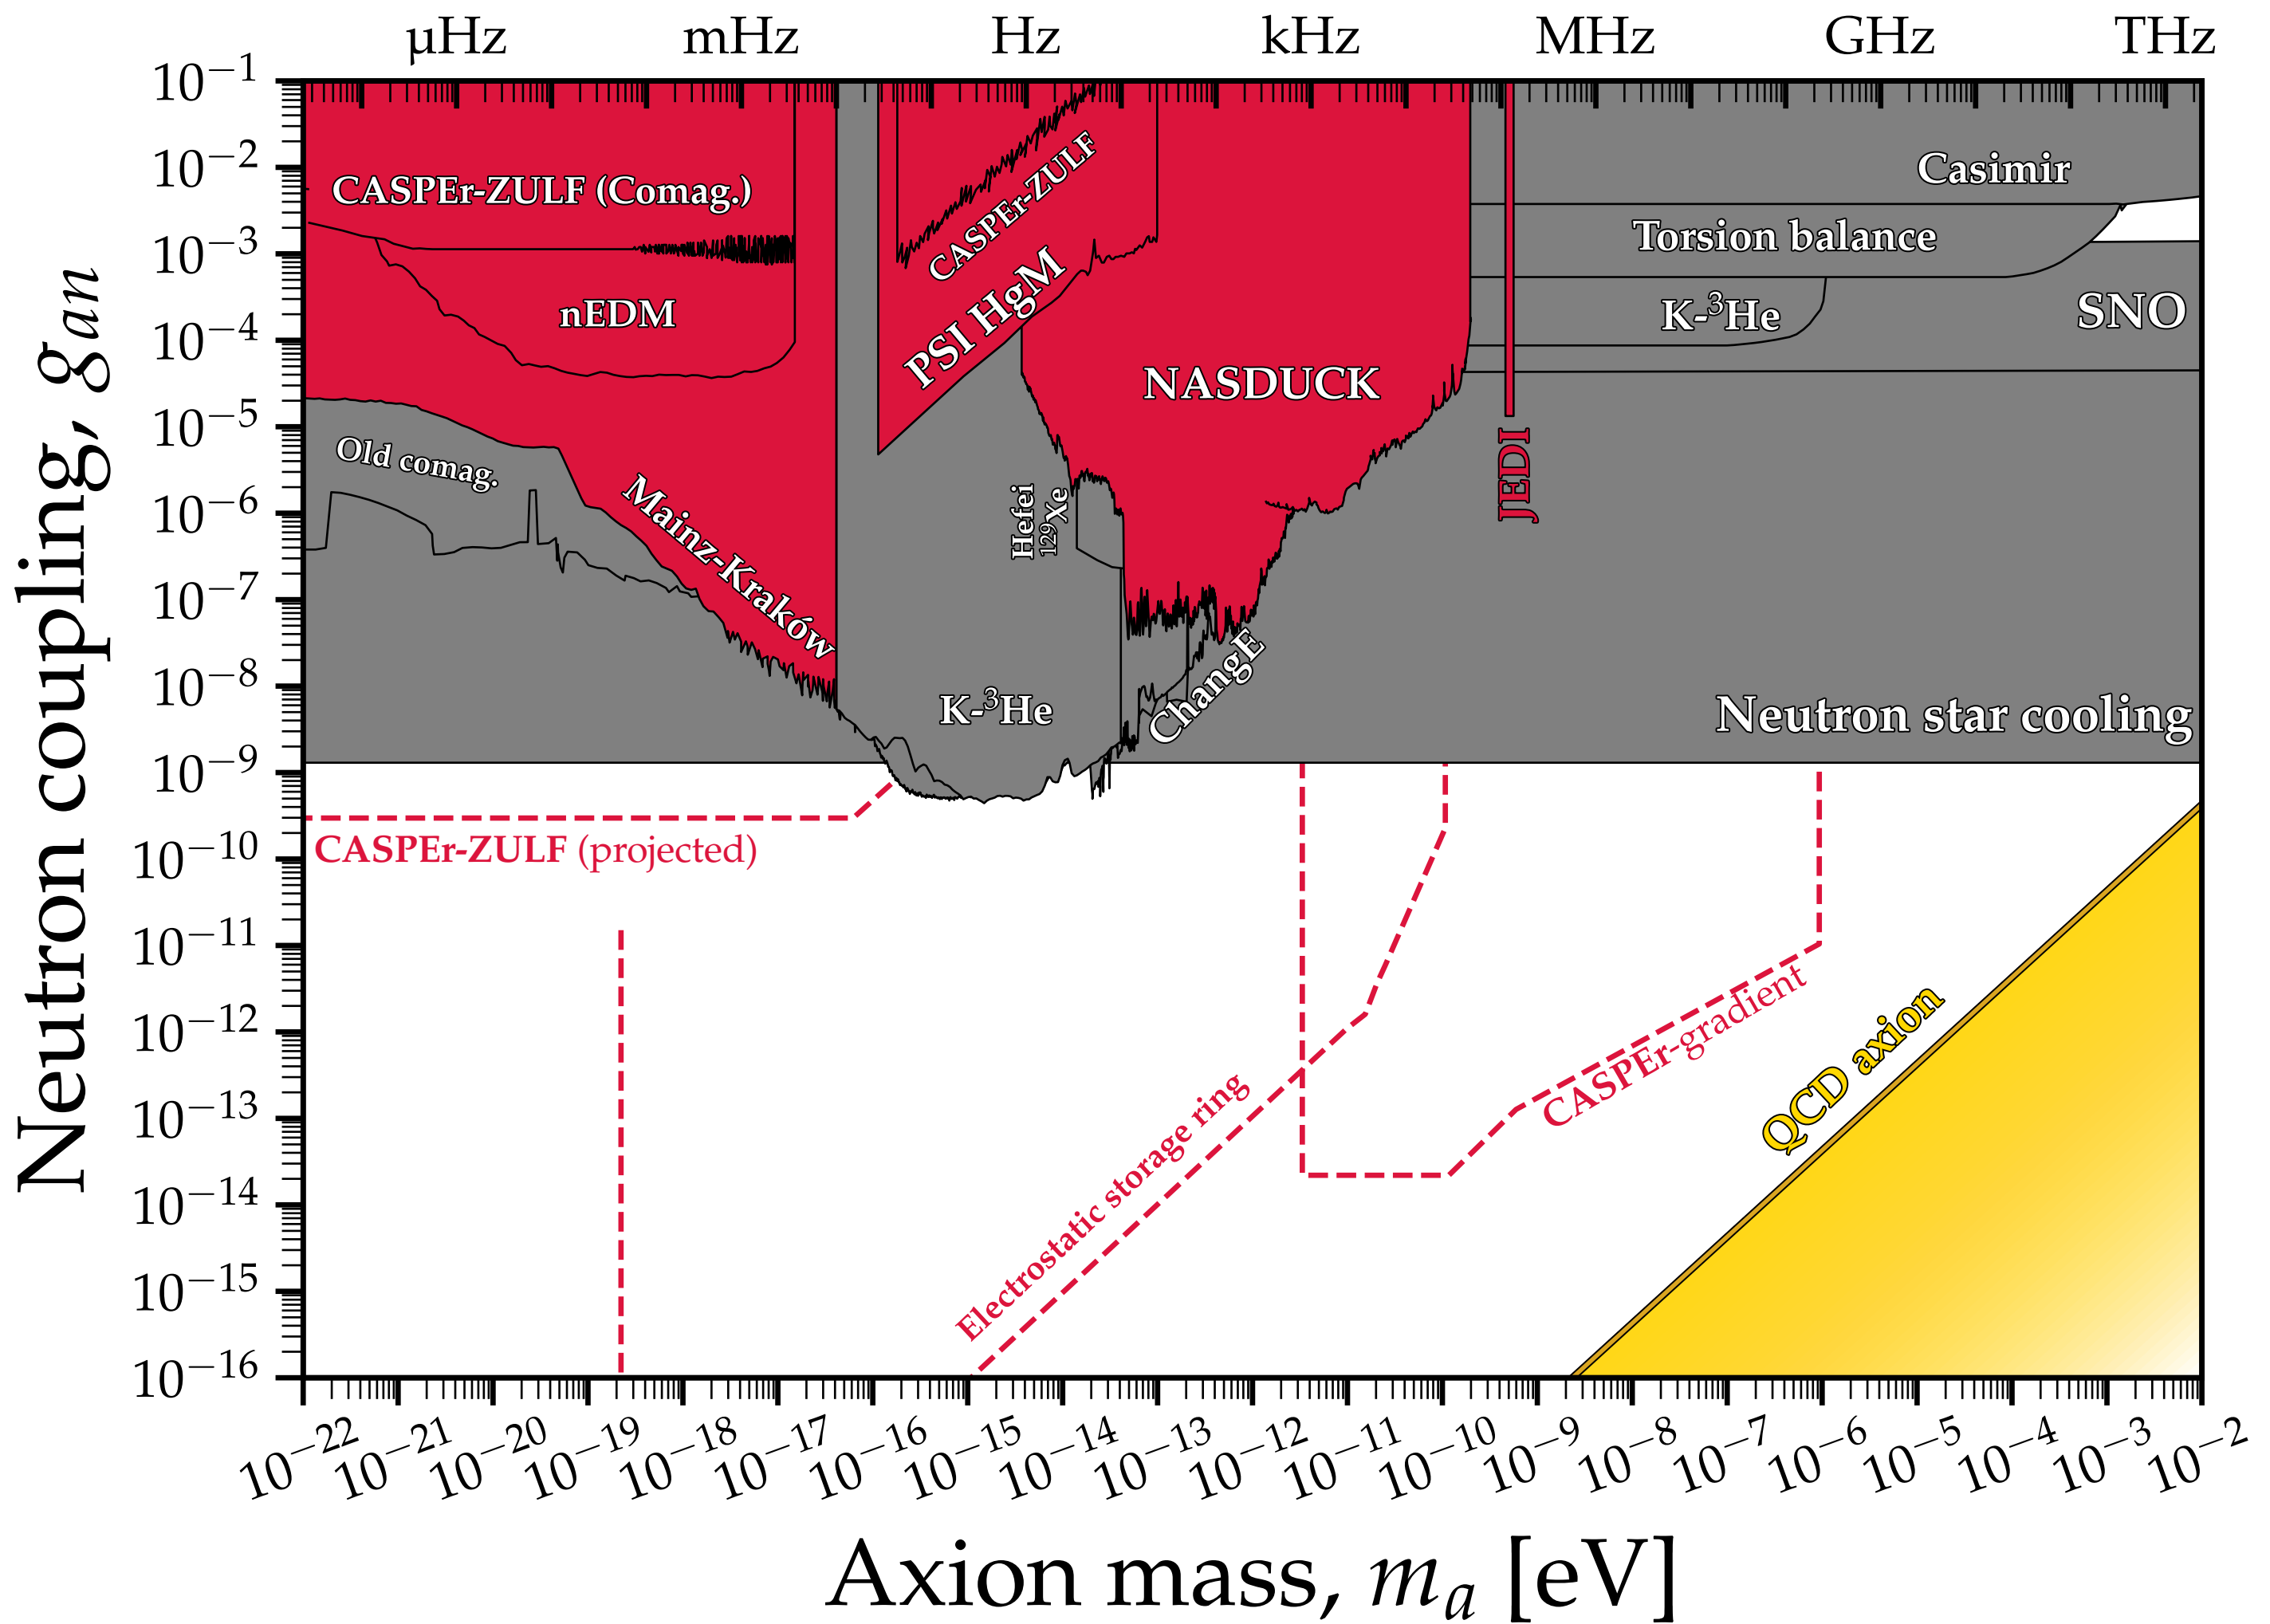 μHz mHz Hz kHz MHz GHz THz
10⁻¹
10⁻²
10⁻³
10⁻⁴
10⁻⁵
10⁻⁶
10⁻⁷
10⁻⁸
10⁻⁹
10⁻¹⁰
10⁻¹¹
10⁻¹²
10⁻¹³
10⁻¹⁴
10⁻¹⁵
10⁻¹⁶
Neutron coupling, gₐₙ
CASPEr-ZULF (Comag.)
nEDM
Old comag.
Mainz-Kraków
CASPEr-ZULF
PSI HgM
NASDUCK
Hefei
¹²⁹Xe
K-³He
ChangE
JEDI
Casimir
Torsion balance
K-³He
SNO
Neutron star cooling
CASPEr-ZULF (projected)
Electrostatic storage ring
CASPEr-gradient
QCD axion
10⁻²² 10⁻²¹ 10⁻²⁰ 10⁻¹⁹ 10⁻¹⁸ 10⁻¹⁷ 10⁻¹⁶ 10⁻¹⁵ 10⁻¹⁴ 10⁻¹³ 10⁻¹² 10⁻¹¹ 10⁻¹⁰ 10⁻⁹ 10⁻⁸ 10⁻⁷ 10⁻⁶ 10⁻⁵ 10⁻⁴ 10⁻³ 10⁻²
Axion mass, mₐ [eV]